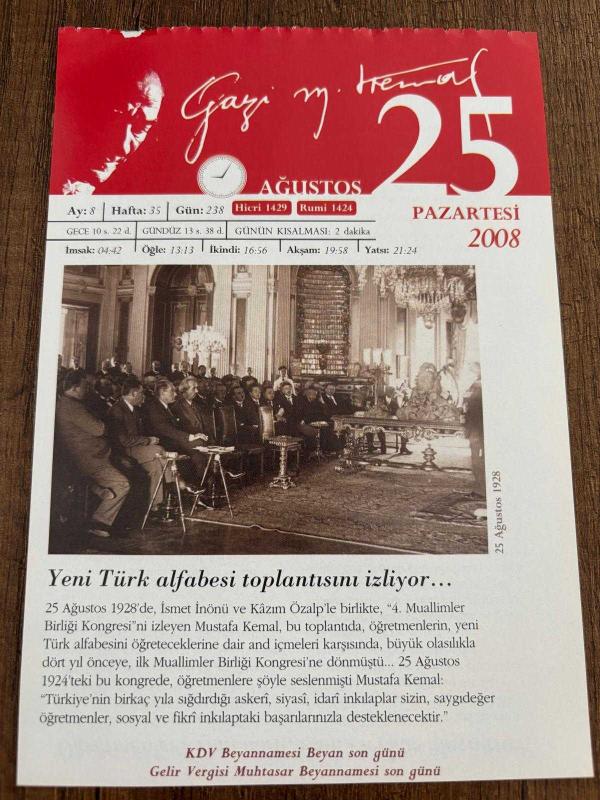 Gazi M. Kemal
25
AĞUSTOS
Ay: 8 Hafta: 35 Gün: 238 Hicri 1429 Rumi 1424
PAZARTESİ
2008
GECE 10 s. 22 d. GÜNDÜZ 13 s. 38 d. GÜNÜN KISALMASI: 2 dakika
İmsak: 04:42 Öğle: 13:13 İkindi: 16:56 Akşam: 19:58 Yatsı: 21:24
25 Ağustos 1928
Yeni Türk alfabesi toplantısını izliyor...
25 Ağustos 1928'de, İsmet İnönü ve Kâzım Özalp'le birlikte, “4. Muallimler
Birliği Kongresi”ni izleyen Mustafa Kemal, bu toplantıda, öğretmenlerin, yeni
Türk alfabesini öğreteceklerine dair and içmeleri karşısında, büyük olasılıkla
dört yıl önceye, ilk Muallimler Birliği Kongresi'ne dönmüştü... 25 Ağustos
1924'teki bu kongrede, öğretmenlere şöyle seslenmişti Mustafa Kemal:
“Türkiye'nin birkaç yıla sığdırdığı askerî, siyasî, idarî inkılaplar sizin, saygıdeğer
öğretmenler, sosyal ve fikrî inkılaptaki başarılarınızla desteklenecektir.”
KDV Beyannamesi Beyan son günü
Gelir Vergisi Muhtasar Beyannamesi son günü